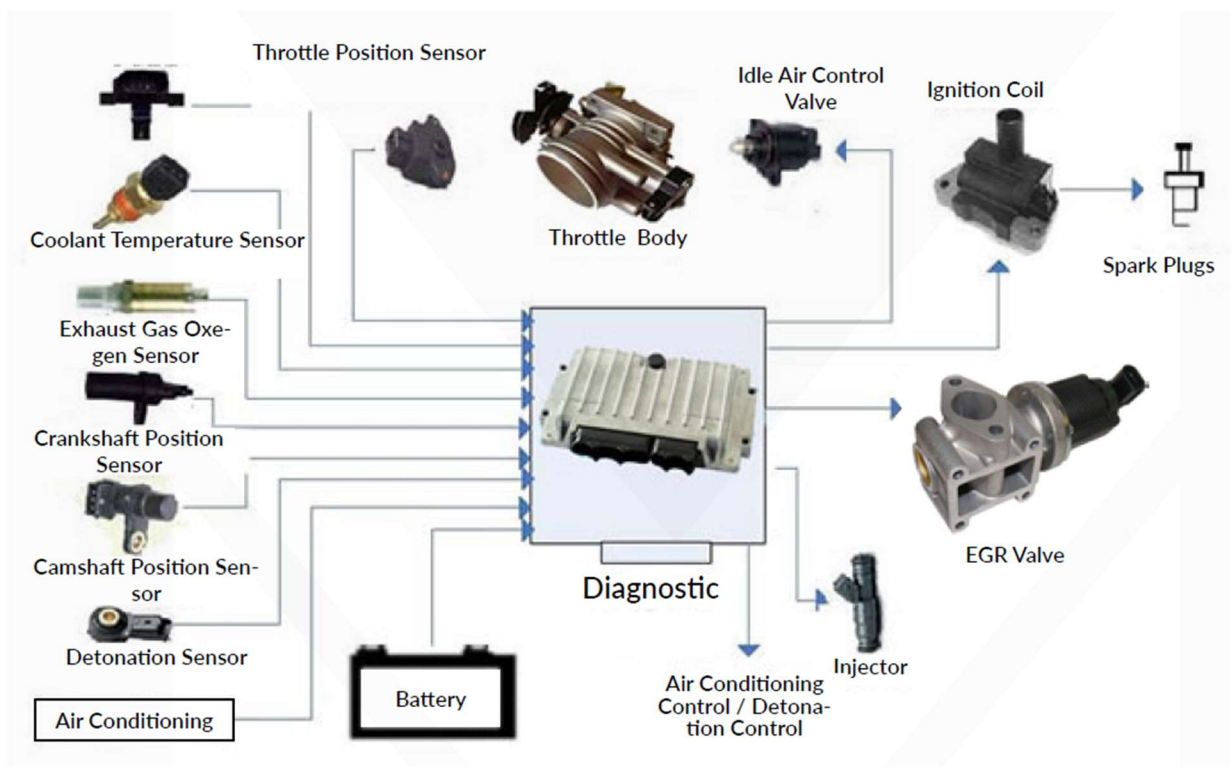 Throttle Position Sensor
Idle Air Control
Valve
Ignition Coil
Coolant Temperature Sensor
Throttle Body
Spark Plugs
Exhaust Gas Oxe-
gen Sensor
Crankshaft Position
Sensor
Camshaft Position Sen-
sor
Detonation Sensor
Air Conditioning
Battery
Diagnostic
EGR Valve
Injector
Air Conditioning
Control / Detona-
tion Control